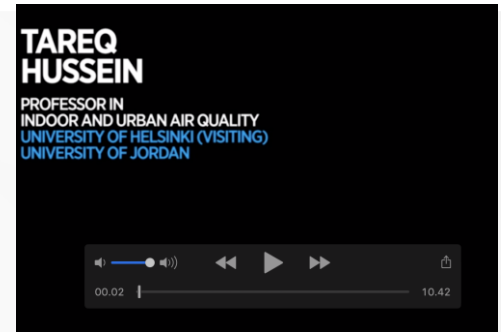 TAREQ
HUSSEIN
PROFESSOR IN
INDOOR AND URBAN AIR QUALITY
UNIVERSITY OF HELSINKI (VISITING)
UNIVERSITY OF JORDAN
00.02 10.42